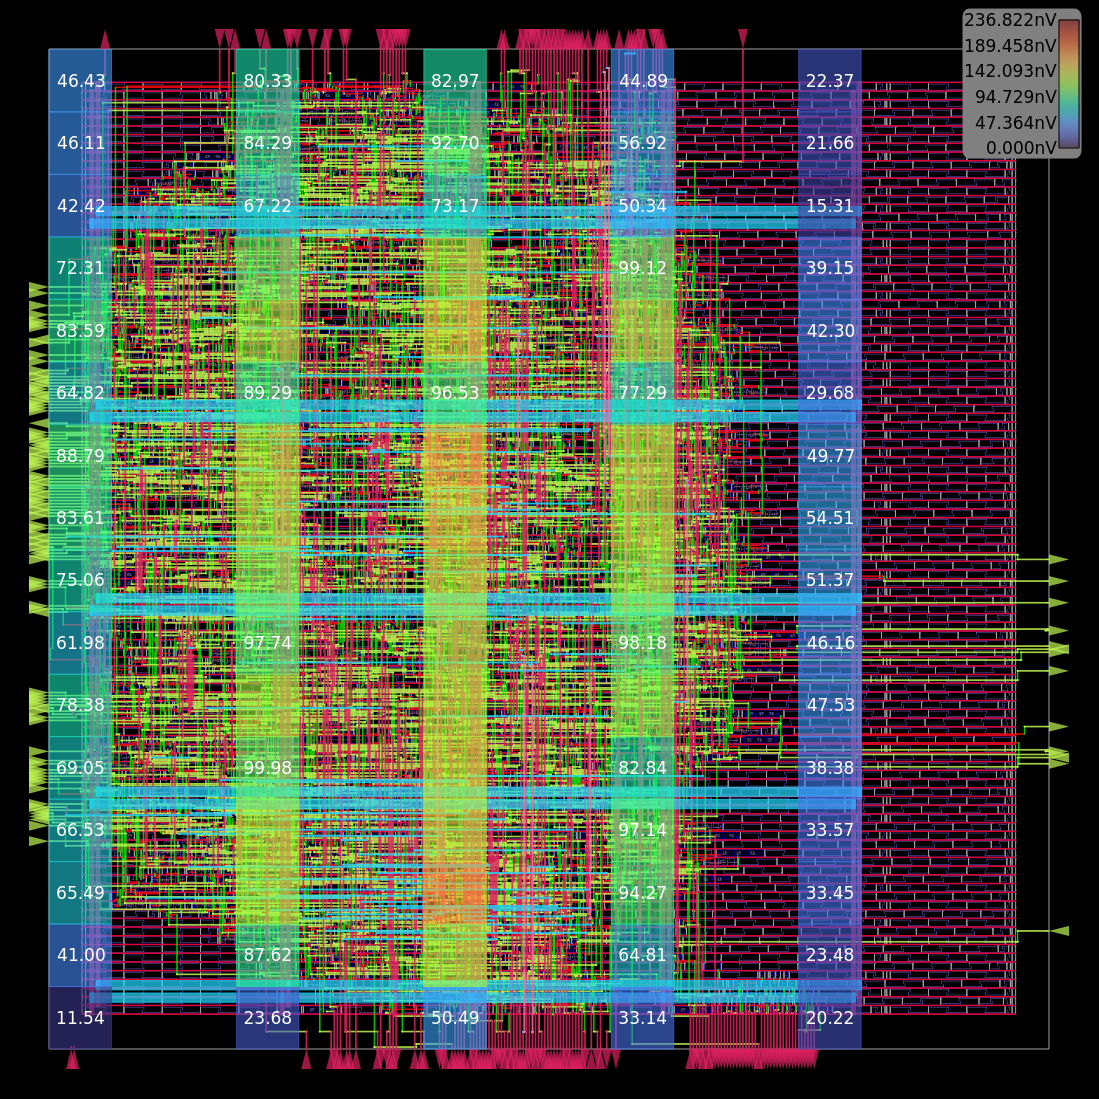 236.822nV
189.458nV
142.093nV
94.729nV
47.364nV
0.000nV
46.43 80.33 82.97 44.89 22.37
46.11 84.29 92.70 56.92 21.66
42.42 67.22 73.17 50.34 15.31
72.31 99.12 39.15
83.59 42.30
64.82 89.29 96.53 77.29 29.68
88.79 49.77
83.61 54.51
75.06 51.37
61.98 97.74 98.18 46.16
78.38 47.53
69.05 99.98 82.84 38.38
66.53 97.14 33.57
65.49 94.27 33.45
41.00 87.62 64.81 23.48
11.54 23.68 50.49 33.14 20.22